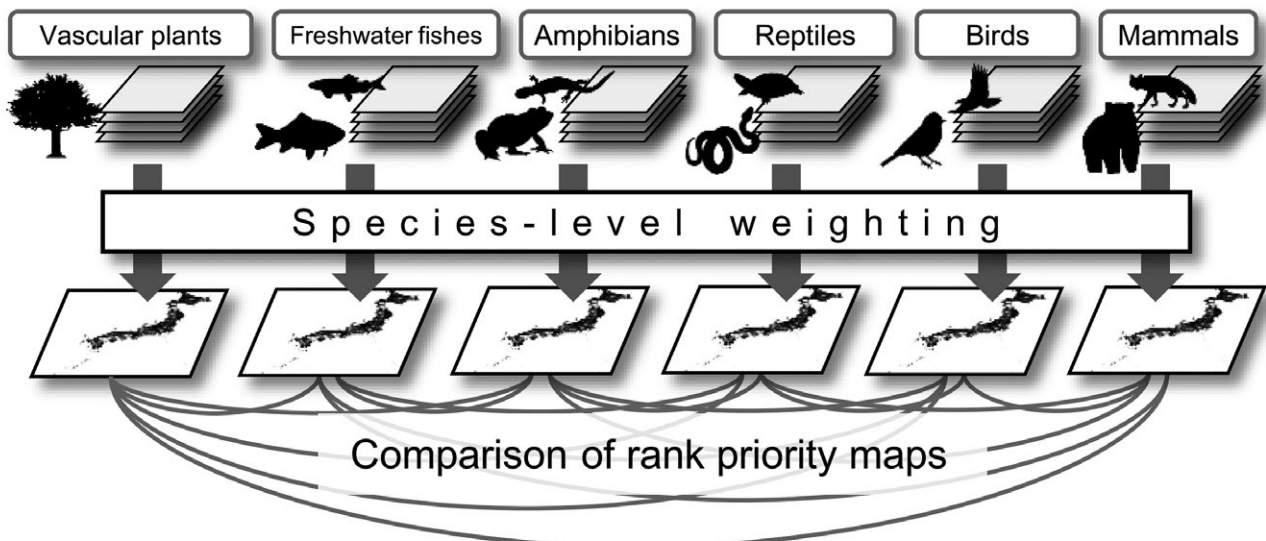 Vascular plants
Freshwater fishes
Amphibians
Reptiles
Birds
Mammals
Species-level weighting
Comparison of rank priority maps